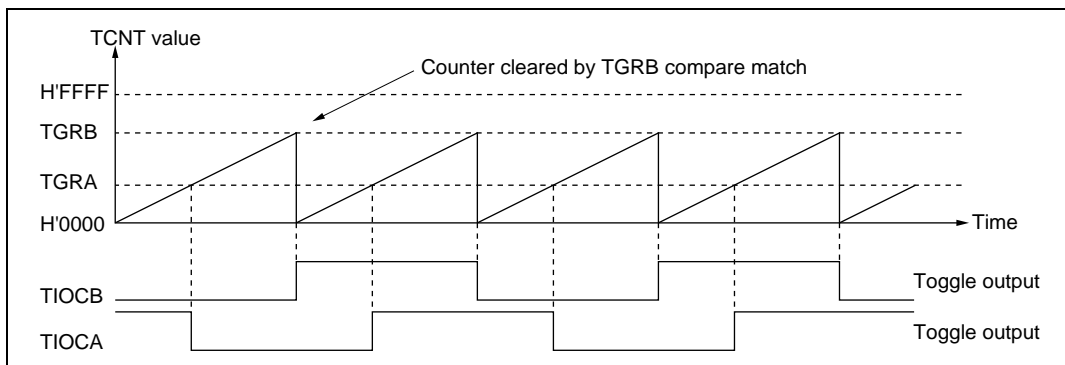 TCNT value
Counter cleared by TGRB compare match
H'FFFF
TGRB
TGRA
H'0000
Time
TIOCB
Toggle output
TIOCA
Toggle output